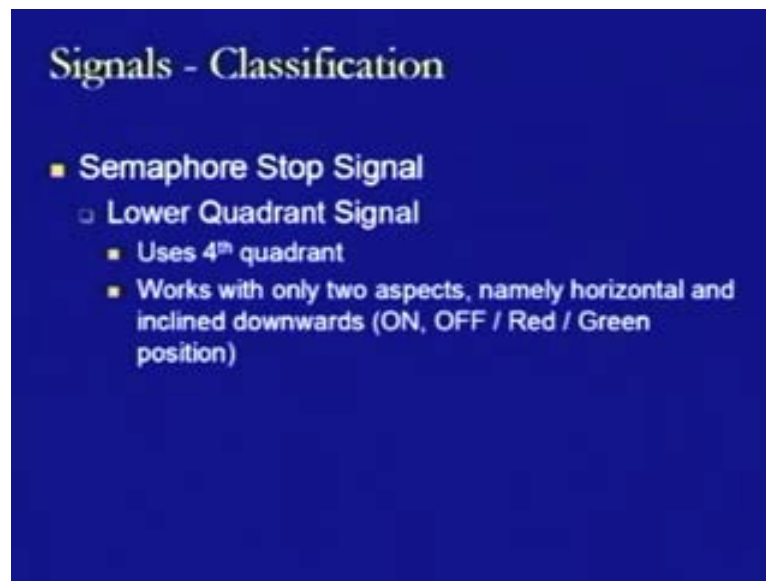 Signals - Classification
Semaphore Stop Signal
Lower Quadrant Signal
Uses 4th quadrant
Works with only two aspects, namely horizontal and
inclined downwards (ON, OFF / Red / Green
position)